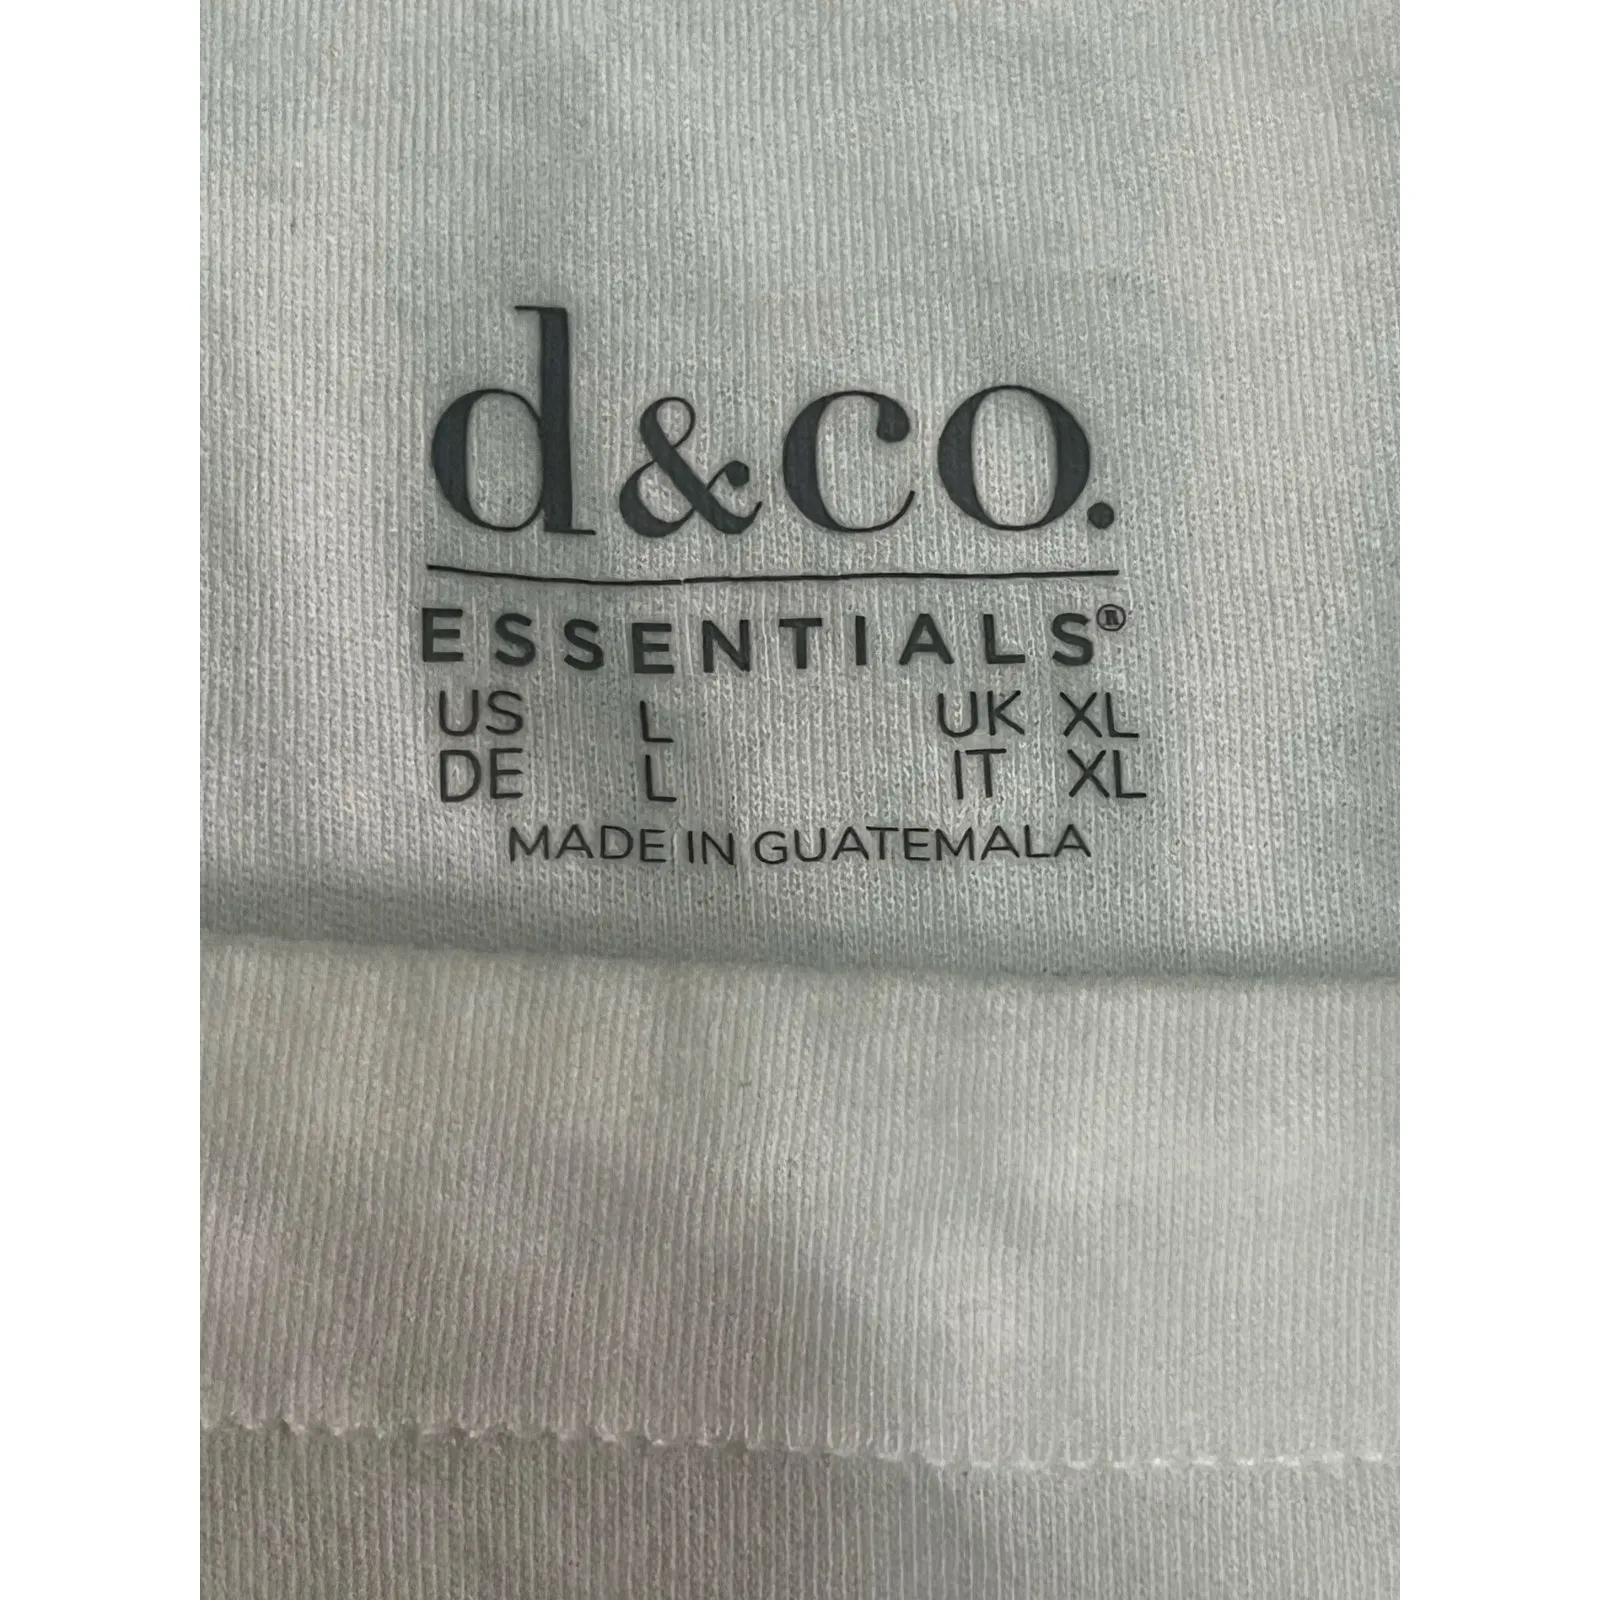 d&co.
ESSENTIALS®
US L UK XL
DE L IT XL
MADE IN GUATEMALA